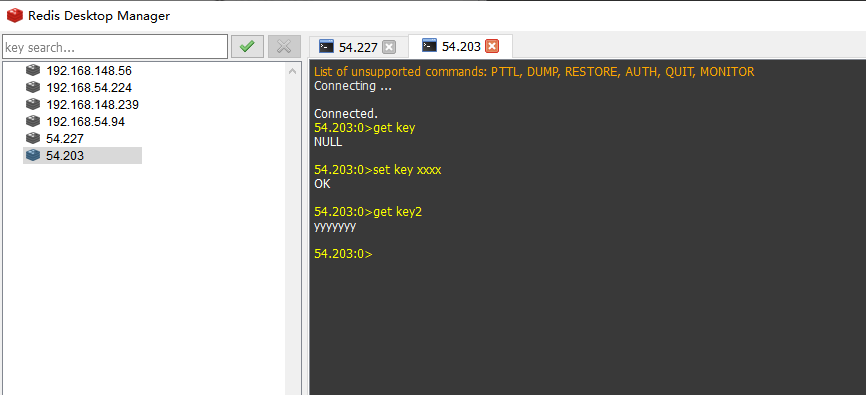 Redis Desktop Manager
key search...
192.168.148.56
192.168.54.224
192.168.148.239
192.168.54.94
54.227
54.203
54.227
54.203
List of unsupported commands: PTTL, DUMP, RESTORE, AUTH, QUIT, MONITOR
Connecting ...
Connected.
54.203:0>get key
NULL
54.203:0>set key xxxx
OK
54.203:0>get key2
yyyyyyy
54.203:0>